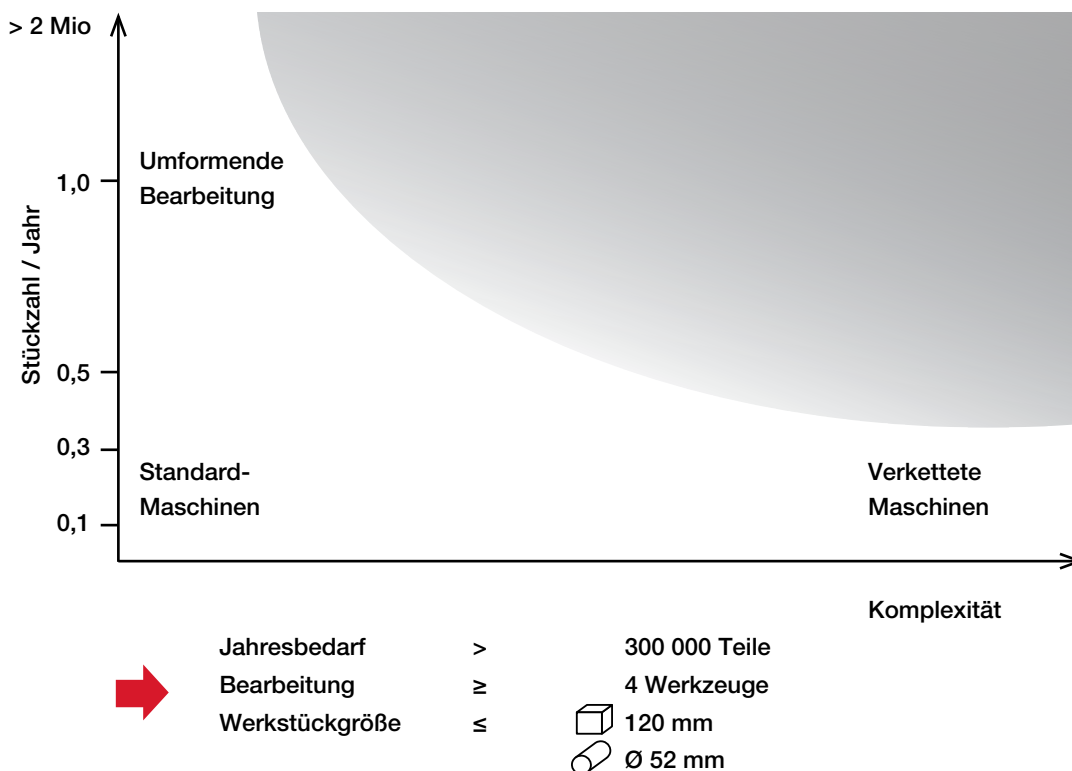 > 2 Mio
Umformende
Bearbeitung
1,0
Stückzahl / Jahr
0,5
0,3
Standard-
Maschinen
Verkettete
Maschinen
0,1
Komplexität
Jahresbedarf > 300 000 Teile
Bearbeitung ≥ 4 Werkzeuge
Werkstückgröße ≤ 120 mm
Ø 52 mm